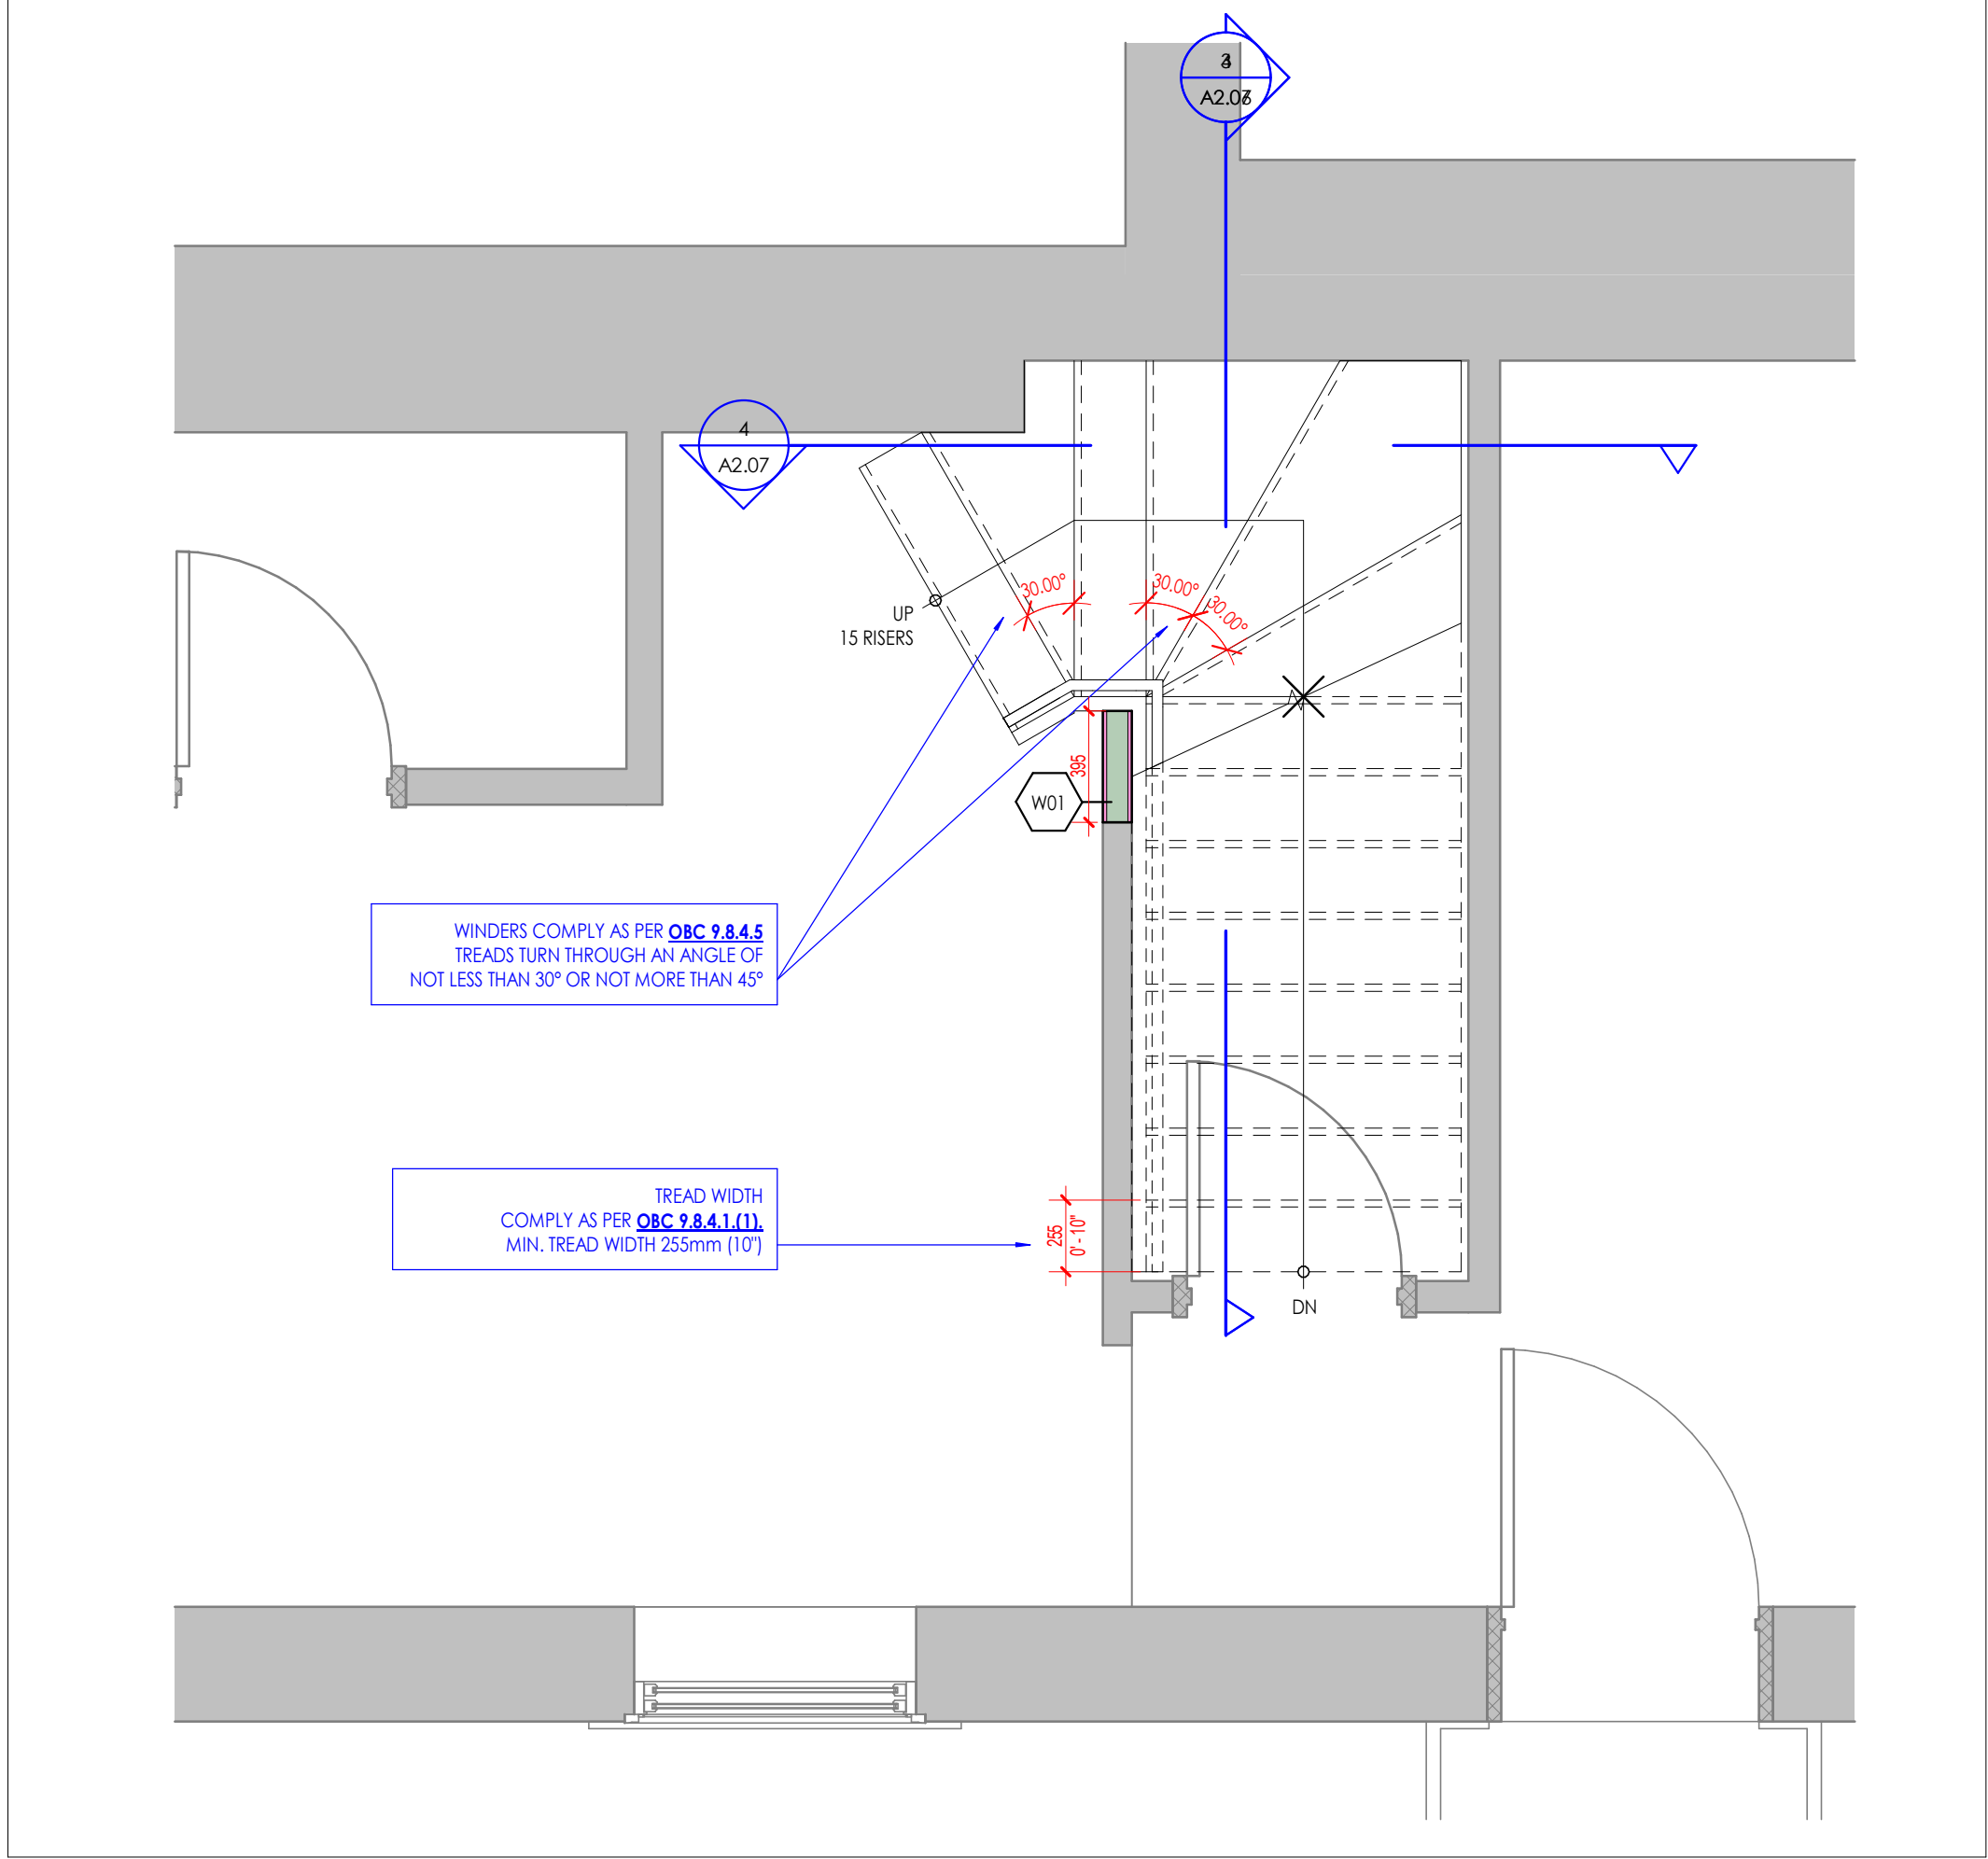 4
A2.07
30.00°
30.00°
30.00°
UP
15 RISERS
395
W01
WINDERS COMPLY AS PER OBC 9.8.4.5
TREADS TURN THROUGH AN ANGLE OF
NOT LESS THAN 30° OR NOT MORE THAN 45°
TREAD WIDTH
COMPLY AS PER OBC 9.8.4.1.(1).
MIN. TREAD WIDTH 255mm (10")
255
0' - 10"
DN